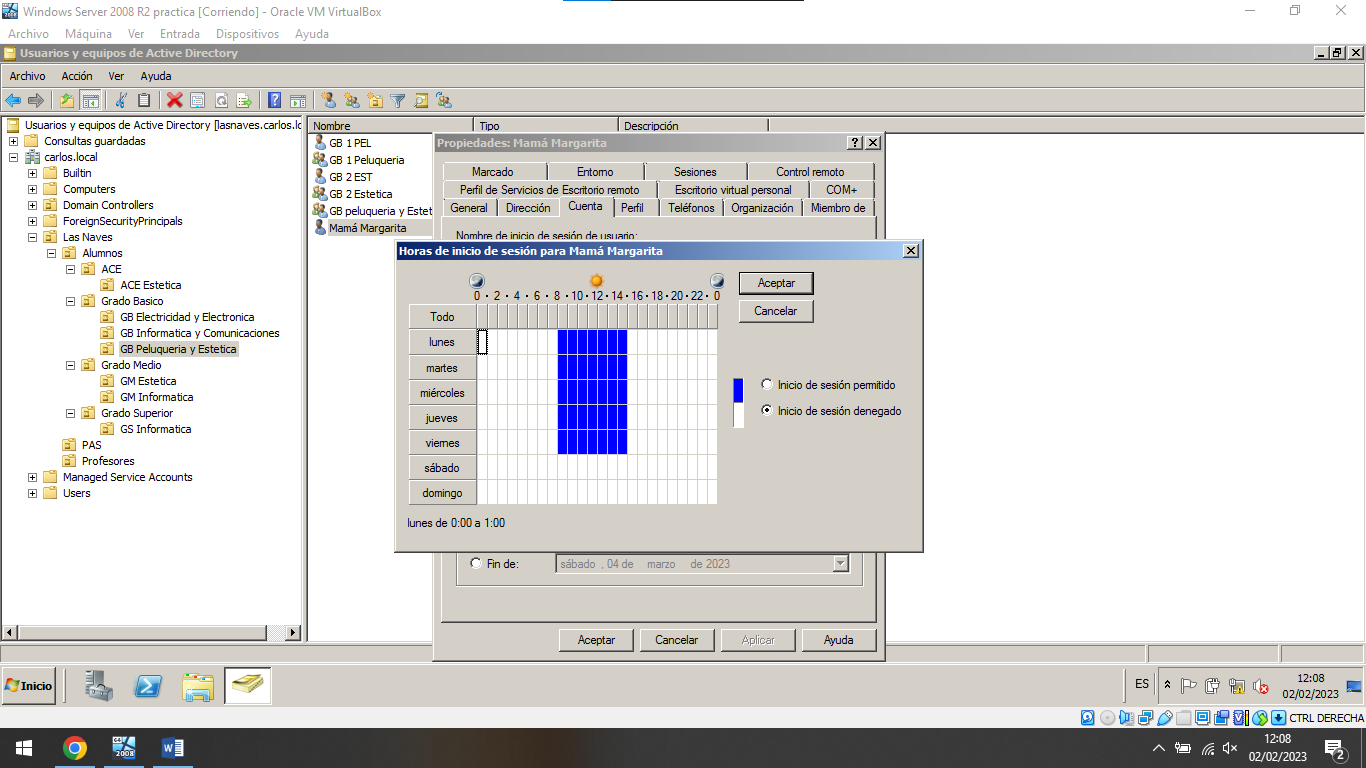 Windows Server 2008 R2 practica [Corriendo] - Oracle VM VirtualBox
Archivo Máquina Ver Entrada Dispositivos Ayuda
Usuarios y equipos de Active Directory
Archivo Acción Ver Ayuda
Usuarios y equipos de Active Directory [lasnaves.carlos.lc
Consultas guardadas
carlos.local
Builtin
Computers
Domain Controllers
ForeignSecurityPrincipals
Las Naves
Alumnos
ACE
ACE Estetica
Grado Basico
GB Electricidad y Electronica
GB Informatica y Comunicaciones
GB Peluqueria y Estetica
Grado Medio
GM Estetica
GM Informatica
Grado Superior
GS Informatica
PAS
Profesores
Managed Service Accounts
Users
Nombre Tipo Descripción
GB 1 PEL
GB 1 Peluqueria
GB 2 EST
GB 2 Estetica
GB peluqueria y Estet
Mamá Margarita
Propiedades: Mamá Margarita
Marcado Entorno Sesiones Control remoto
Perfil de Servicios de Escritorio remoto Escritorio virtual personal COM+
General Dirección Cuenta Perfil Teléfonos Organización Miembro de
Nombre de inicio de sesión de usuario:
Horas de inicio de sesión para Mamá Margarita
0 · 2 · 4 · 6 · 8 · 10 · 12 · 14 · 16 · 18 · 20 · 22 · 0
Todo
lunes
martes
miércoles
jueves
viernes
sábado
domingo
lunes de 0:00 a 1:00
Aceptar
Cancelar
Inicio de sesión permitido
Inicio de sesión denegado
Fin de: sábado , 04 de marzo de 2023
Aceptar Cancelar Aplicar Ayuda
Inicio ES 12:08
02/02/2023
CTRL DERECHA
12:08
02/02/2023
2